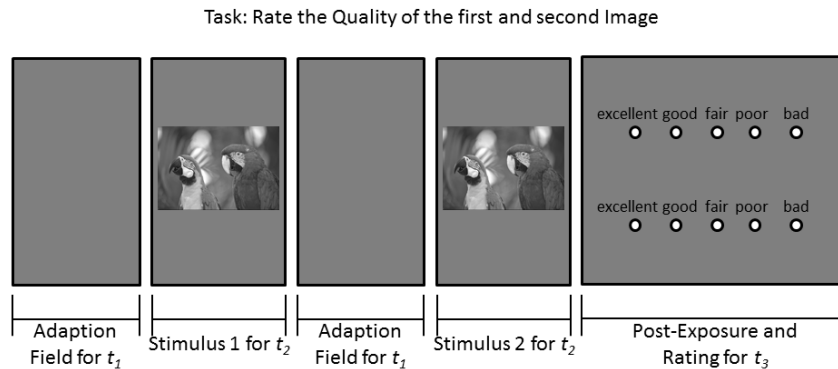 Task: Rate the Quality of the first and second Image
excellent good fair poor bad
excellent good fair poor bad
Adaption
Field for t1
Stimulus 1 for t2
Adaption
Field for t1
Stimulus 2 for t2
Post-Exposure and
Rating for t3